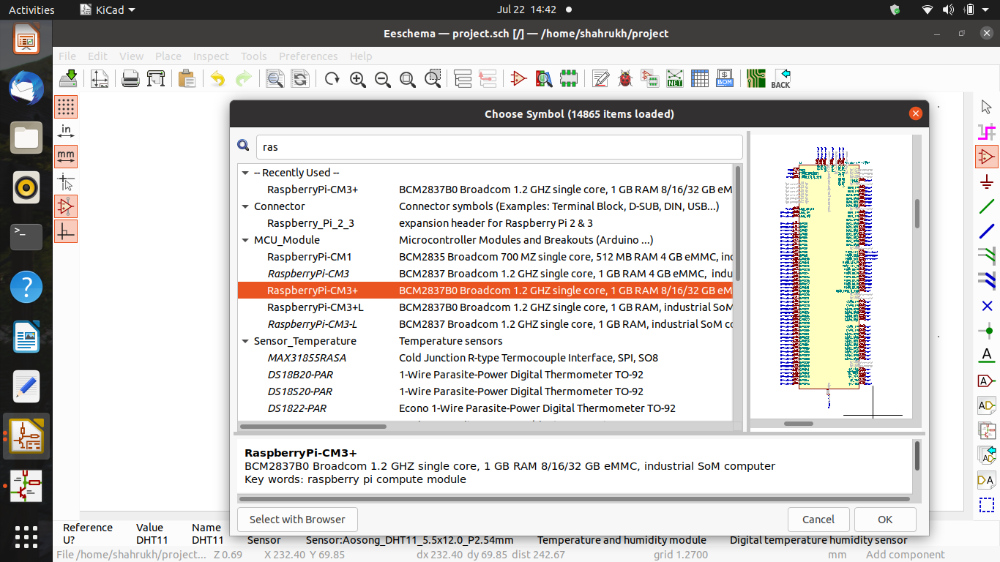 Activities KiCad Jul 22 14:42
Eeschema — project.sch [/] — /home/shahrukh/project
File Edit View Place Inspect Tools Preferences Help
NET BOM BACK
in
mm
Choose Symbol (14865 items loaded)
ras
-- Recently Used --
RaspberryPi-CM3+ BCM2837B0 Broadcom 1.2 GHZ single core, 1 GB RAM 8/16/32 GB eM
Connector Connector symbols (Examples: Terminal Block, D-SUB, DIN, USB...)
Raspberry_Pi_2_3 expansion header for Raspberry Pi 2 & 3
MCU_Module Microcontroller Modules and Breakouts (Arduino ...)
RaspberryPi-CM1 BCM2835 Broadcom 700 MZ single core, 512 MB RAM 4 GB eMMC, inc
RaspberryPi-CM3 BCM2837 Broadcom 1.2 GHZ single core, 1 GB RAM 4 GB eMMC, indu
RaspberryPi-CM3+ BCM2837B0 Broadcom 1.2 GHZ single core, 1 GB RAM 8/16/32 GB eM
RaspberryPi-CM3+L BCM2837B0 Broadcom 1.2 GHZ single core, 1 GB RAM, industrial SoM
RaspberryPi-CM3-L BCM2837 Broadcom 1.2 GHZ single core, 1 GB RAM, industrial SoM co
Sensor_Temperature Temperature sensors
MAX31855RASA Cold Junction R-type Termocouple Interface, SPI, SO8
DS18B20-PAR 1-Wire Parasite-Power Digital Thermometer TO-92
DS18S20-PAR 1-Wire Parasite-Power Digital Thermometer TO-92
DS1822-PAR Econo 1-Wire Parasite-Power Digital Thermometer TO-92
RaspberryPi-CM3+
BCM2837B0 Broadcom 1.2 GHZ single core, 1 GB RAM 8/16/32 GB eMMC, industrial SoM computer
Key words: raspberry pi compute module
Select with Browser Cancel OK
Reference Value Name
U? DHT11 DHT11 Sensor Sensor:Aosong_DHT11_5.5x12.0_P2.54mm Temperature and humidity module Digital temperature humidity sensor
File /home/shahrukh/project... Z 0.69 X 232.40 Y 69.85 dx 232.40 dy 69.85 dist 242.67 grid 1.2700 mm Add component